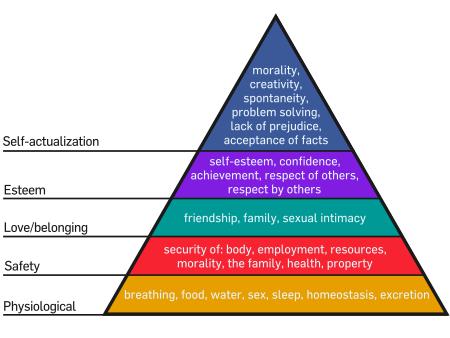 morality,
creativity,
spontaneity,
problem solving,
lack of prejudice,
acceptance of facts
Self-actualization
self-esteem, confidence,
achievement, respect of others,
respect by others
Esteem
friendship, family, sexual intimacy
Love/belonging
security of: body, employment, resources,
morality, the family, health, property
Safety
breathing, food, water, sex, sleep, homeostasis, excretion
Physiological